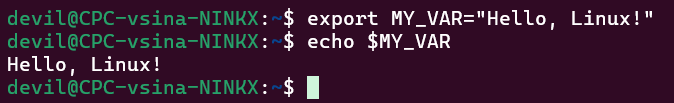 devil@CPC-vsina-NINKX:~$ export MY_VAR="Hello, Linux!"
devil@CPC-vsina-NINKX:~$ echo $MY_VAR
Hello, Linux!
devil@CPC-vsina-NINKX:~$